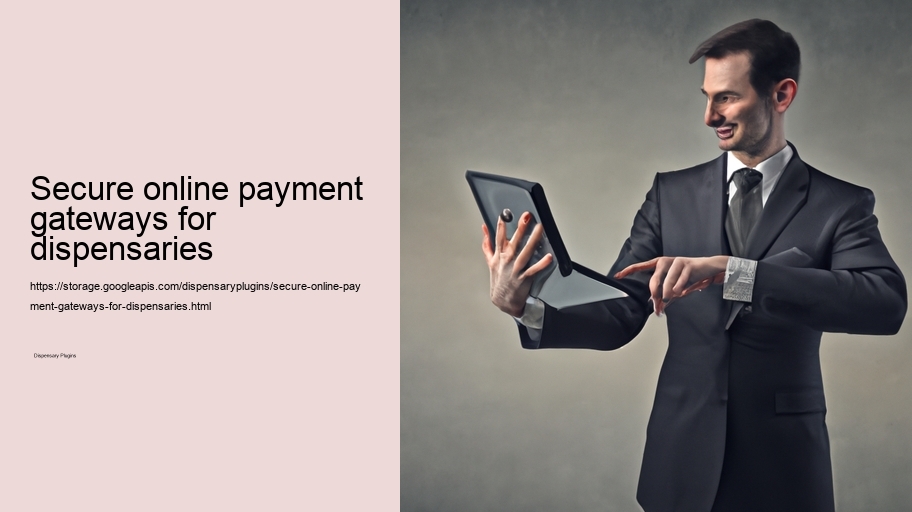 Secure online payment
gateways for
dispensaries
https://storage.googleapis.com/dispensaryplugins/secure-online-pay
ment-gateways-for-dispensaries.html
Dispensary Plugins